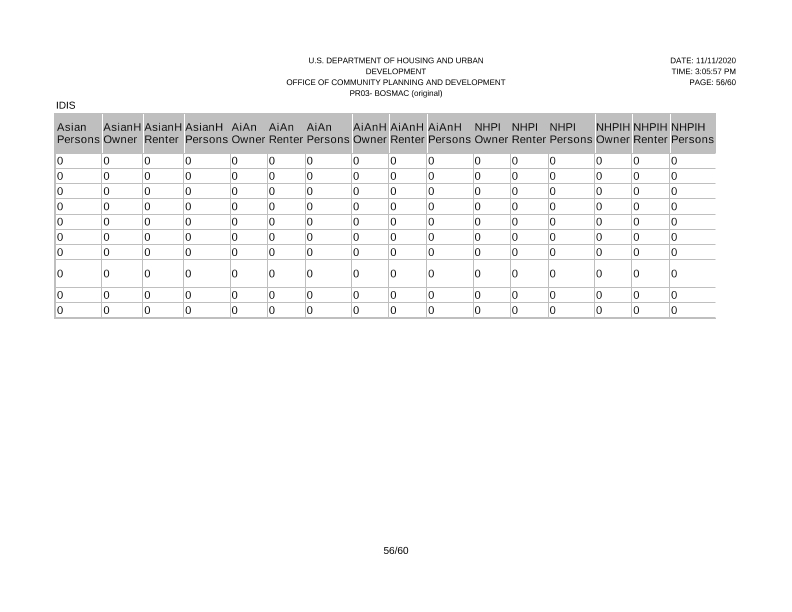 U.S. DEPARTMENT OF HOUSING AND URBAN
DEVELOPMENT
OFFICE OF COMMUNITY PLANNING AND DEVELOPMENT
PR03- BOSMAC (original)
DATE: 11/11/2020
TIME: 3:05:57 PM
PAGE: 56/60
IDIS
Asian AsianH AsianH AsianH AiAn AiAn AiAn AiAnH AiAnH AiAnH NHPI NHPI NHPI NHPIH NHPIH NHPIH
Persons Owner Renter Persons Owner Renter Persons Owner Renter Persons Owner Renter Persons Owner Renter Persons
0 0 0 0 0 0 0 0 0 0 0 0 0 0 0 0
0 0 0 0 0 0 0 0 0 0 0 0 0 0 0 0
0 0 0 0 0 0 0 0 0 0 0 0 0 0 0 0
0 0 0 0 0 0 0 0 0 0 0 0 0 0 0 0
0 0 0 0 0 0 0 0 0 0 0 0 0 0 0 0
0 0 0 0 0 0 0 0 0 0 0 0 0 0 0 0
0 0 0 0 0 0 0 0 0 0 0 0 0 0 0 0
0 0 0 0 0 0 0 0 0 0 0 0 0 0 0 0
0 0 0 0 0 0 0 0 0 0 0 0 0 0 0 0
0 0 0 0 0 0 0 0 0 0 0 0 0 0 0 0
56/60